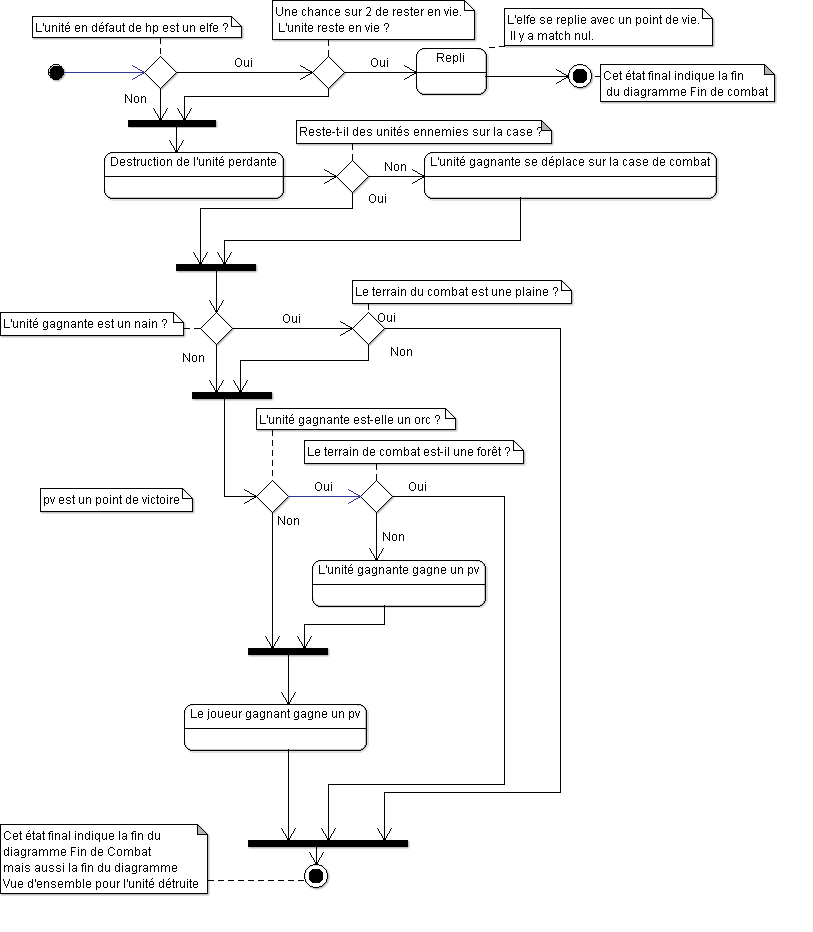 L'unité en défaut de hp est un elfe ?
Une chance sur 2 de rester en vie.
L'unite reste en vie ?
L'elfe se replie avec un point de vie.
Il y a match nul.
Oui
Oui
Repli
Cet état final indique la fin
du diagramme Fin de combat
Non
Reste-t-il des unités ennemies sur la case ?
Destruction de l'unité perdante
Non
L'unité gagnante se déplace sur la case de combat
Oui
Le terrain du combat est une plaine ?
L'unité gagnante est un nain ?
Oui
Oui
Non
Non
L'unité gagnante est-elle un orc ?
Le terrain de combat est-il une forêt ?
pv est un point de victoire
Oui
Oui
Non
Non
L'unité gagnante gagne un pv
Le joueur gagnant gagne un pv
Cet état final indique la fin du
diagramme Fin de Combat
mais aussi la fin du diagramme
Vue d'ensemble pour l'unité détruite